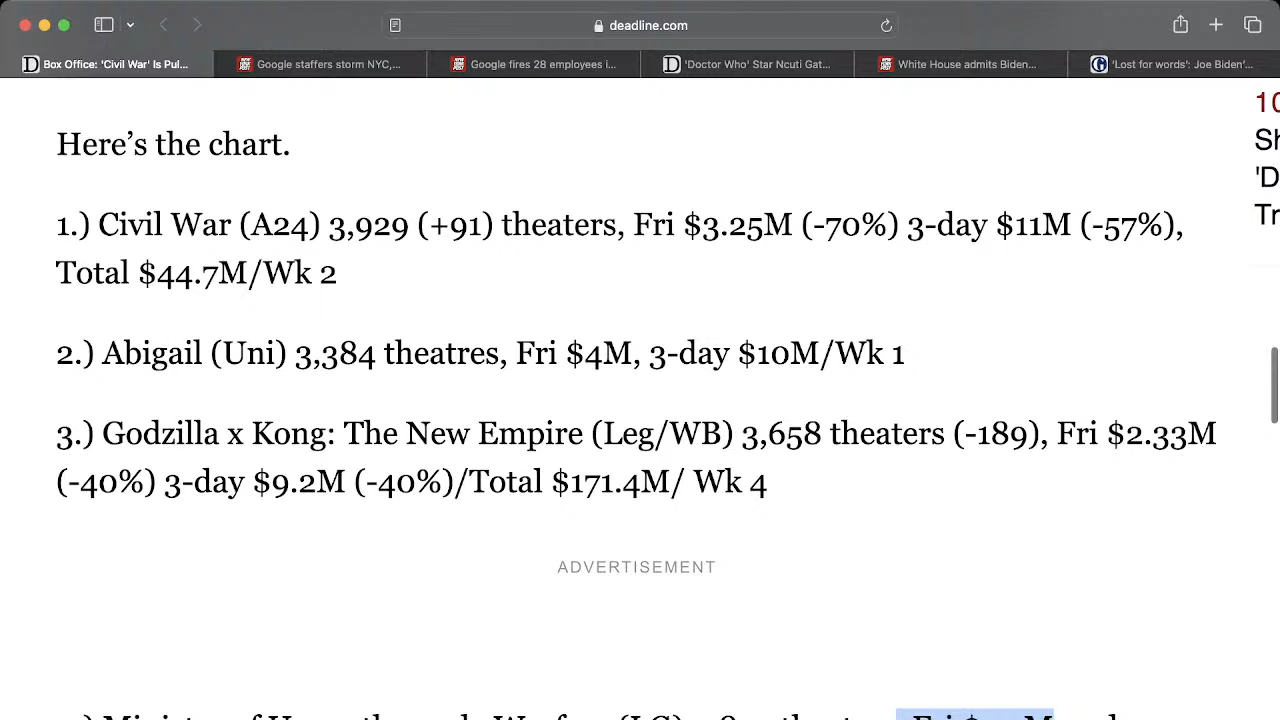 deadline.com
Box Office: 'Civil War' Is Pul...
Google staffers storm NYC,...
Google fires 28 employees i...
'Doctor Who' Star Ncuti Gat...
White House admits Biden...
'Lost for words': Joe Biden'...
Here's the chart.
1.) Civil War (A24) 3,929 (+91) theaters, Fri $3.25M (-70%) 3-day $11M (-57%),
Total $44.7M/Wk 2
2.) Abigail (Uni) 3,384 theatres, Fri $4M, 3-day $10M/Wk 1
3.) Godzilla x Kong: The New Empire (Leg/WB) 3,658 theaters (-189), Fri $2.33M
(-40%) 3-day $9.2M (-40%)/Total $171.4M/ Wk 4
ADVERTISEMENT